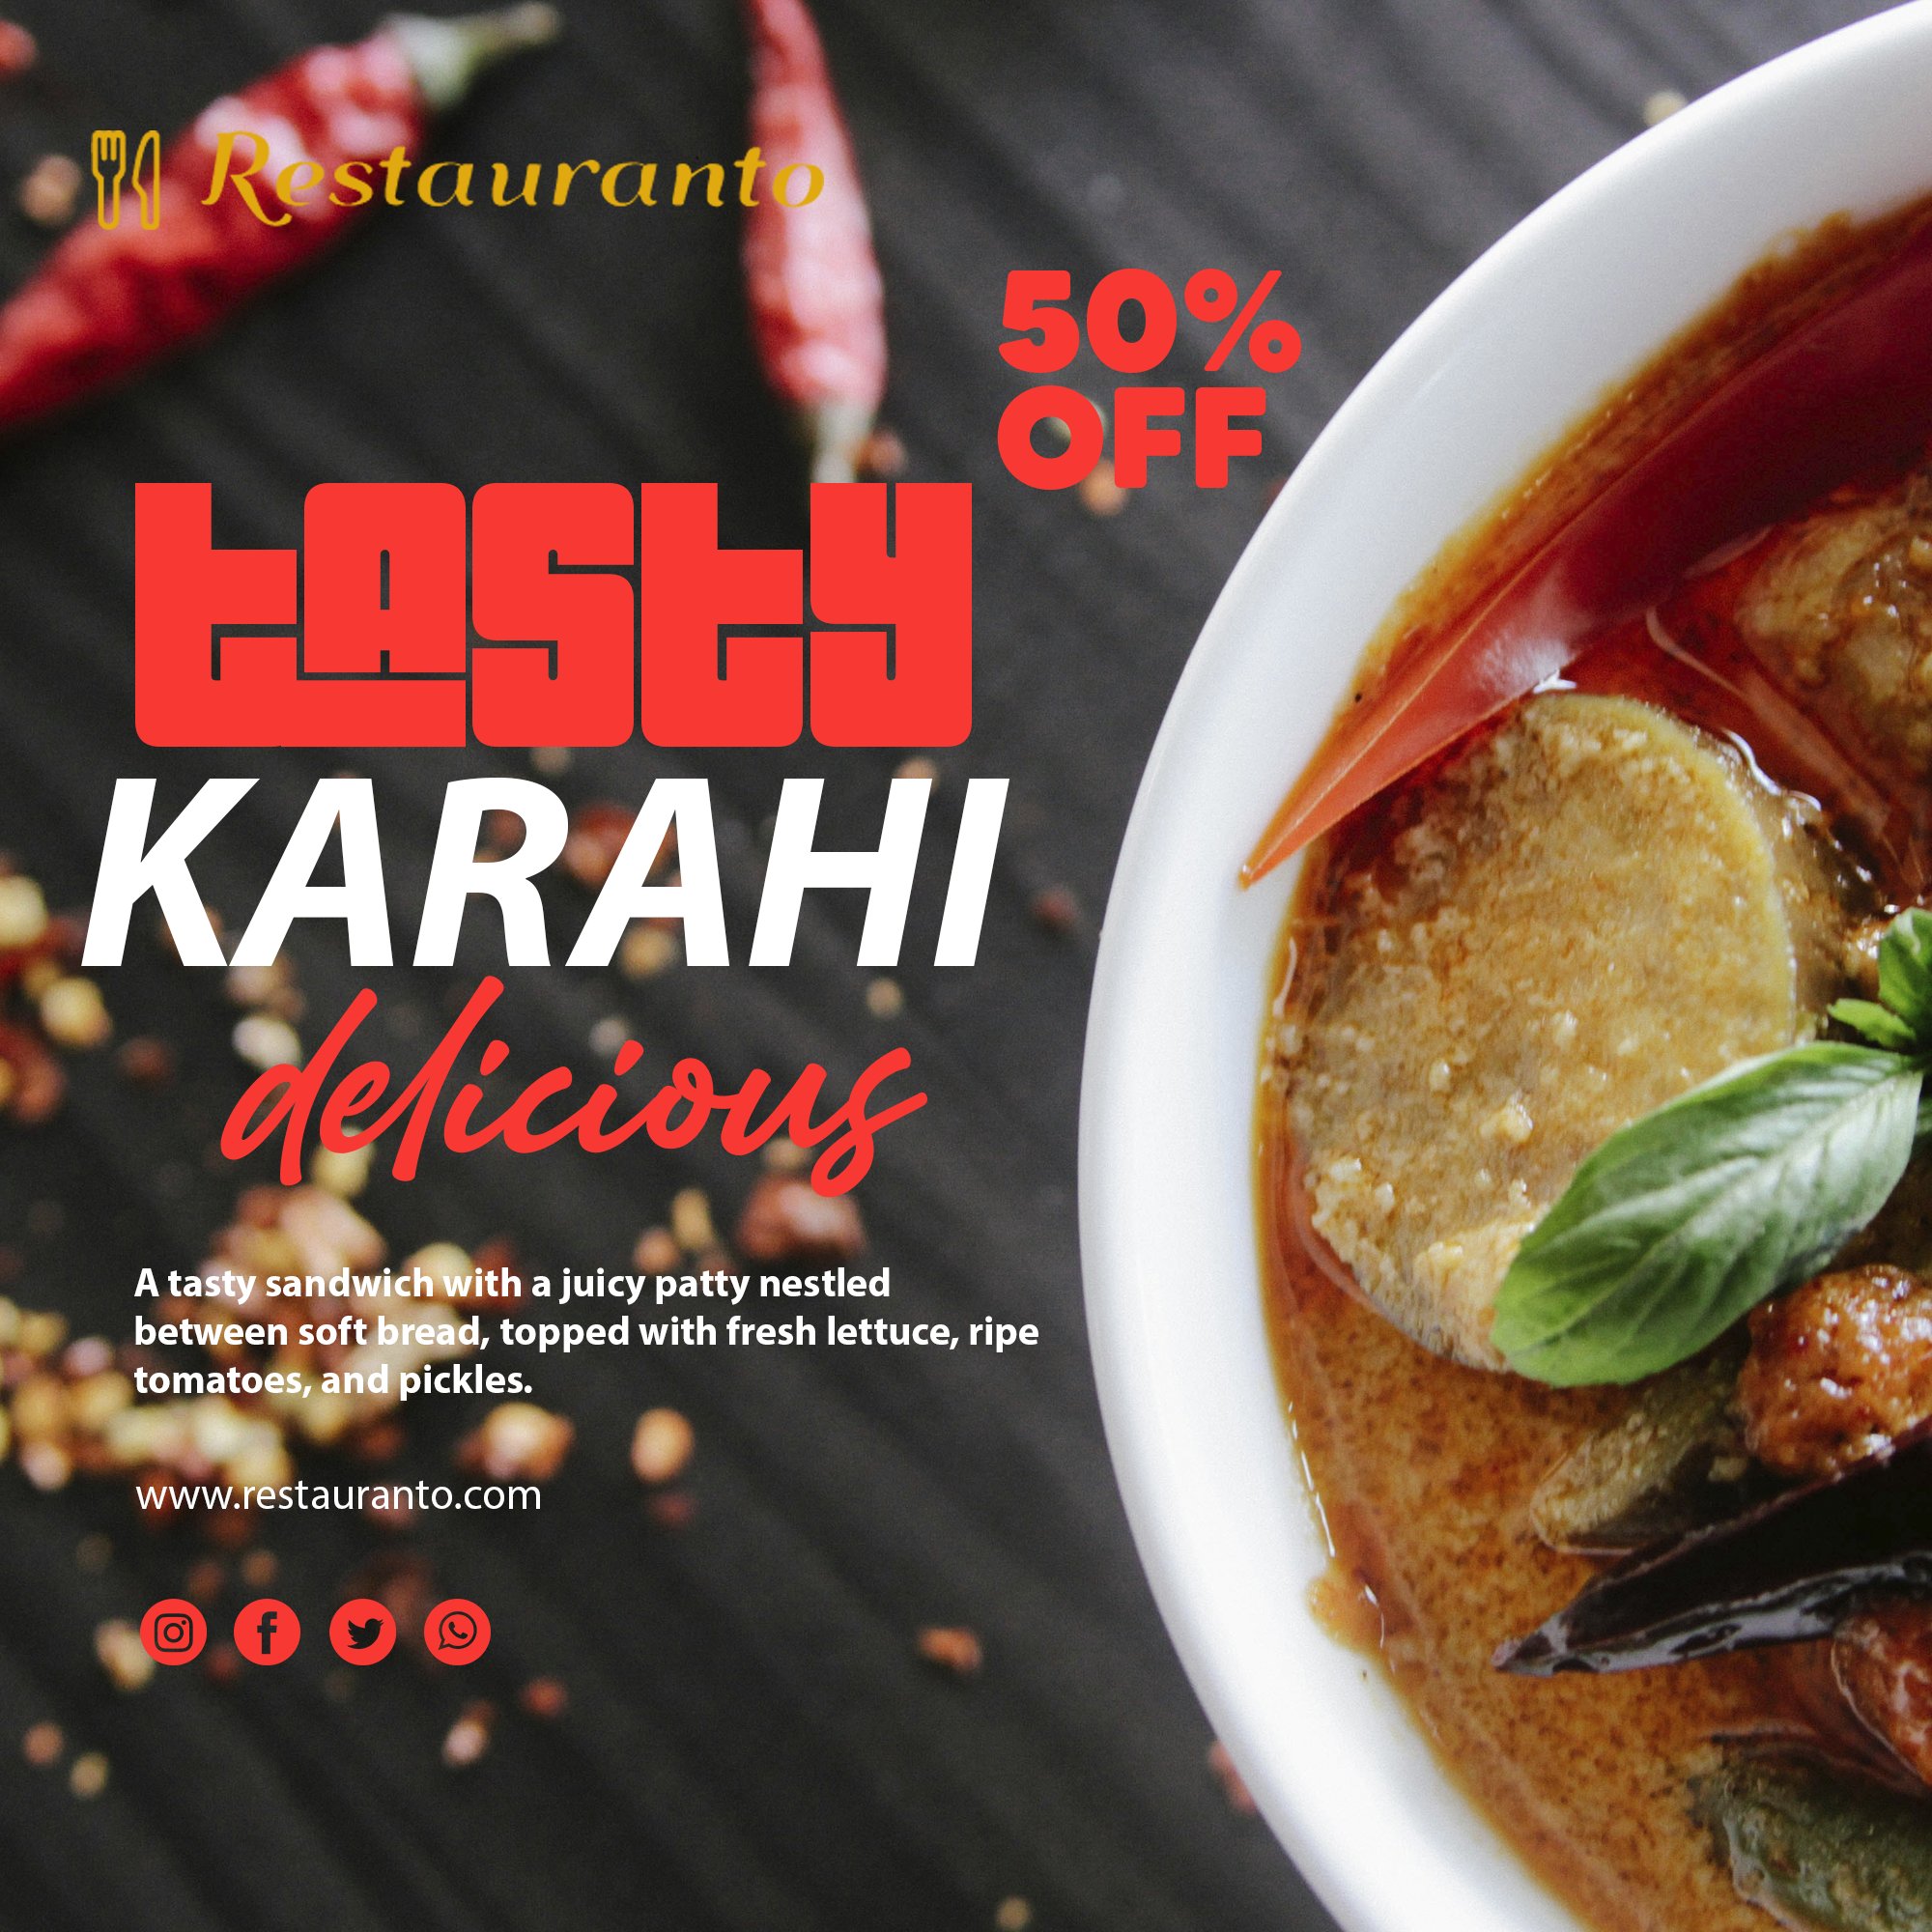 Restauranto
50%
OFF
tasty
KARAHI
delicious
A tasty sandwich with a juicy patty nestled
between soft bread, topped with fresh lettuce, ripe
tomatoes, and pickles.
www.restauranto.com